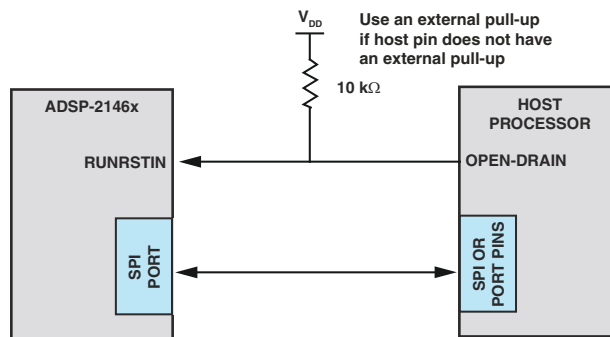 V_DD
Use an external pull-up
if host pin does not have
an external pull-up
10 kΩ
ADSP-2146x
HOST
PROCESSOR
RUNRSTIN
OPEN-DRAIN
SPI
PORT
SPI OR
PORT PINS